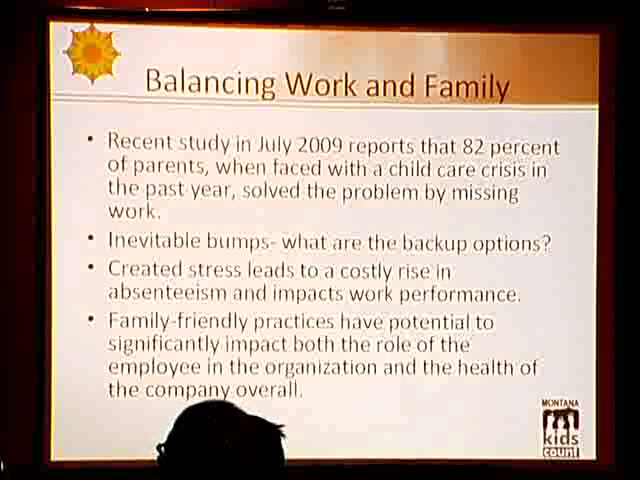 Balancing Work and Family
• Recent study in July 2009 reports that 82 percent
of parents, when faced with a child care crisis in
the past year, solved the problem by missing
work.
• Inevitable bumps- what are the backup options?
• Created stress leads to a costly rise in
absenteeism and impacts work performance.
• Family-friendly practices have potential to
significantly impact both the role of the
employee in the organization and the health of
the company overall.
MONTANA
kids
count